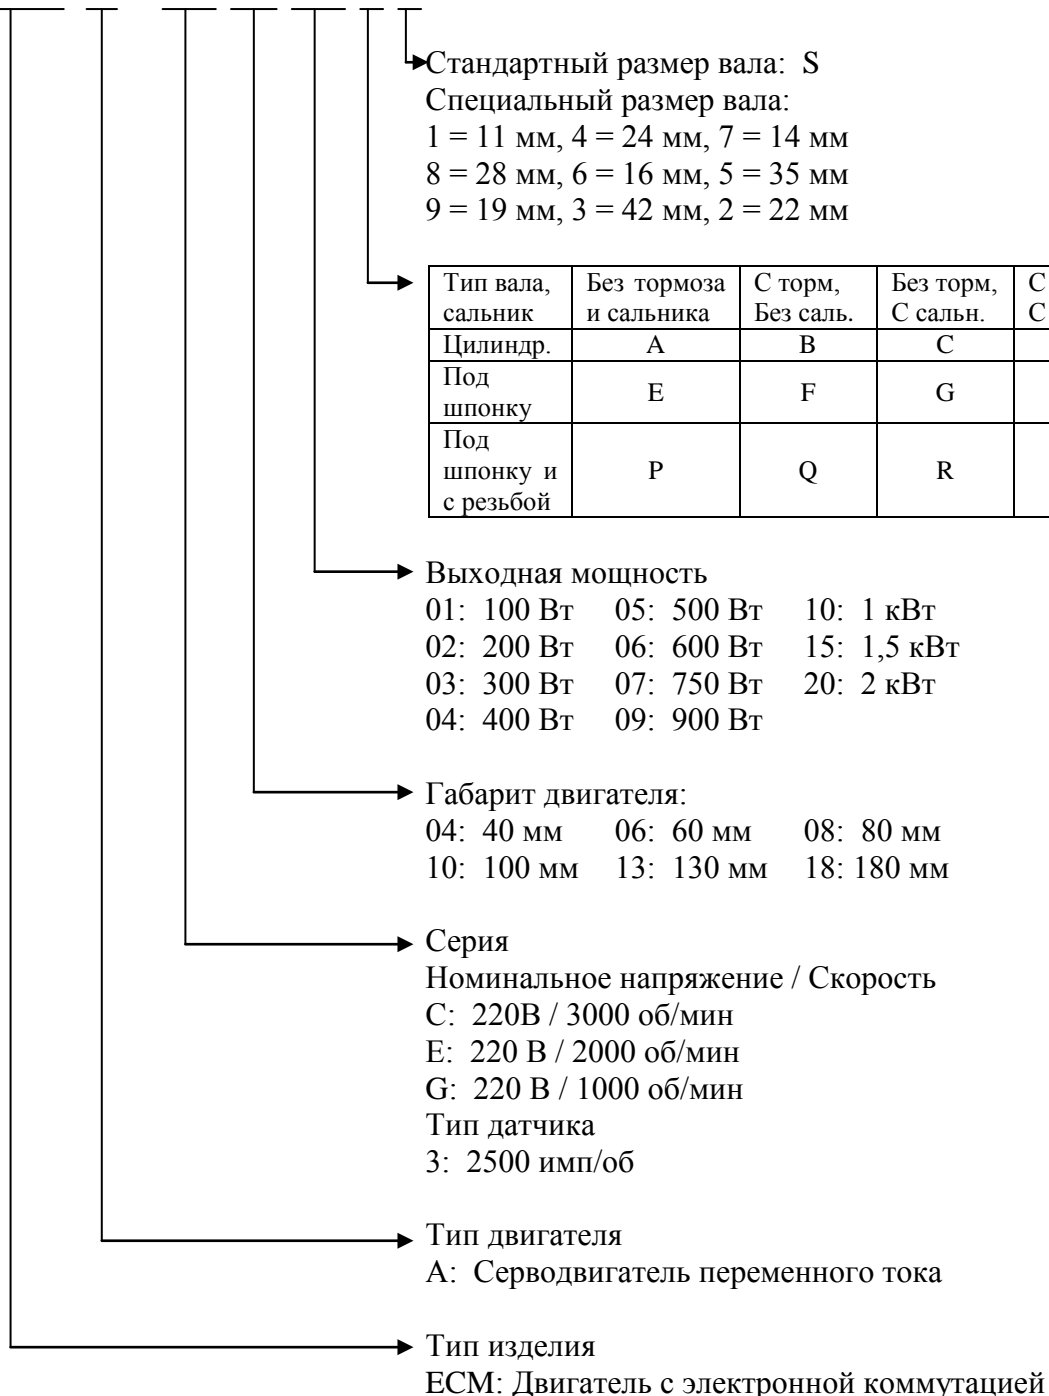 Стандартный размер вала: S
Специальный размер вала:
1 = 11 мм, 4 = 24 мм, 7 = 14 мм
8 = 28 мм, 6 = 16 мм, 5 = 35 мм
9 = 19 мм, 3 = 42 мм, 2 = 22 мм
Тип вала, Без тормоза С торм, Без торм, С
сальник и сальника Без саль. С сальн. С
Цилиндр. A B C
Под
шпонку E F G
Под
шпонку и P Q R
с резьбой
Выходная мощность
01: 100 Вт 05: 500 Вт 10: 1 кВт
02: 200 Вт 06: 600 Вт 15: 1,5 кВт
03: 300 Вт 07: 750 Вт 20: 2 кВт
04: 400 Вт 09: 900 Вт
Габарит двигателя:
04: 40 мм 06: 60 мм 08: 80 мм
10: 100 мм 13: 130 мм 18: 180 мм
Серия
Номинальное напряжение / Скорость
C: 220В / 3000 об/мин
E: 220 В / 2000 об/мин
G: 220 В / 1000 об/мин
Тип датчика
3: 2500 имп/об
Тип двигателя
А: Серводвигатель переменного тока
Тип изделия
ECM: Двигатель с электронной коммутацией